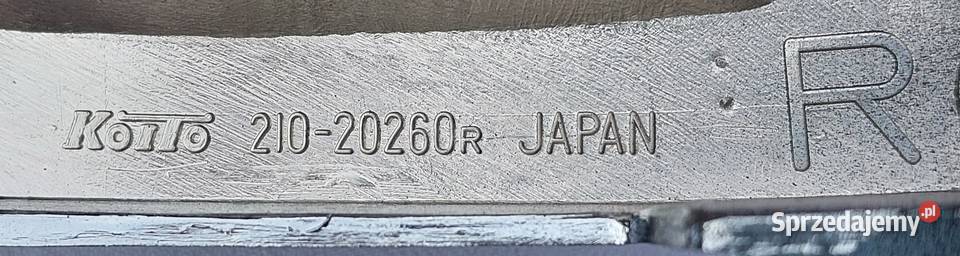 KOITO 210-20260R JAPAN R
Sprzedajemy.pl